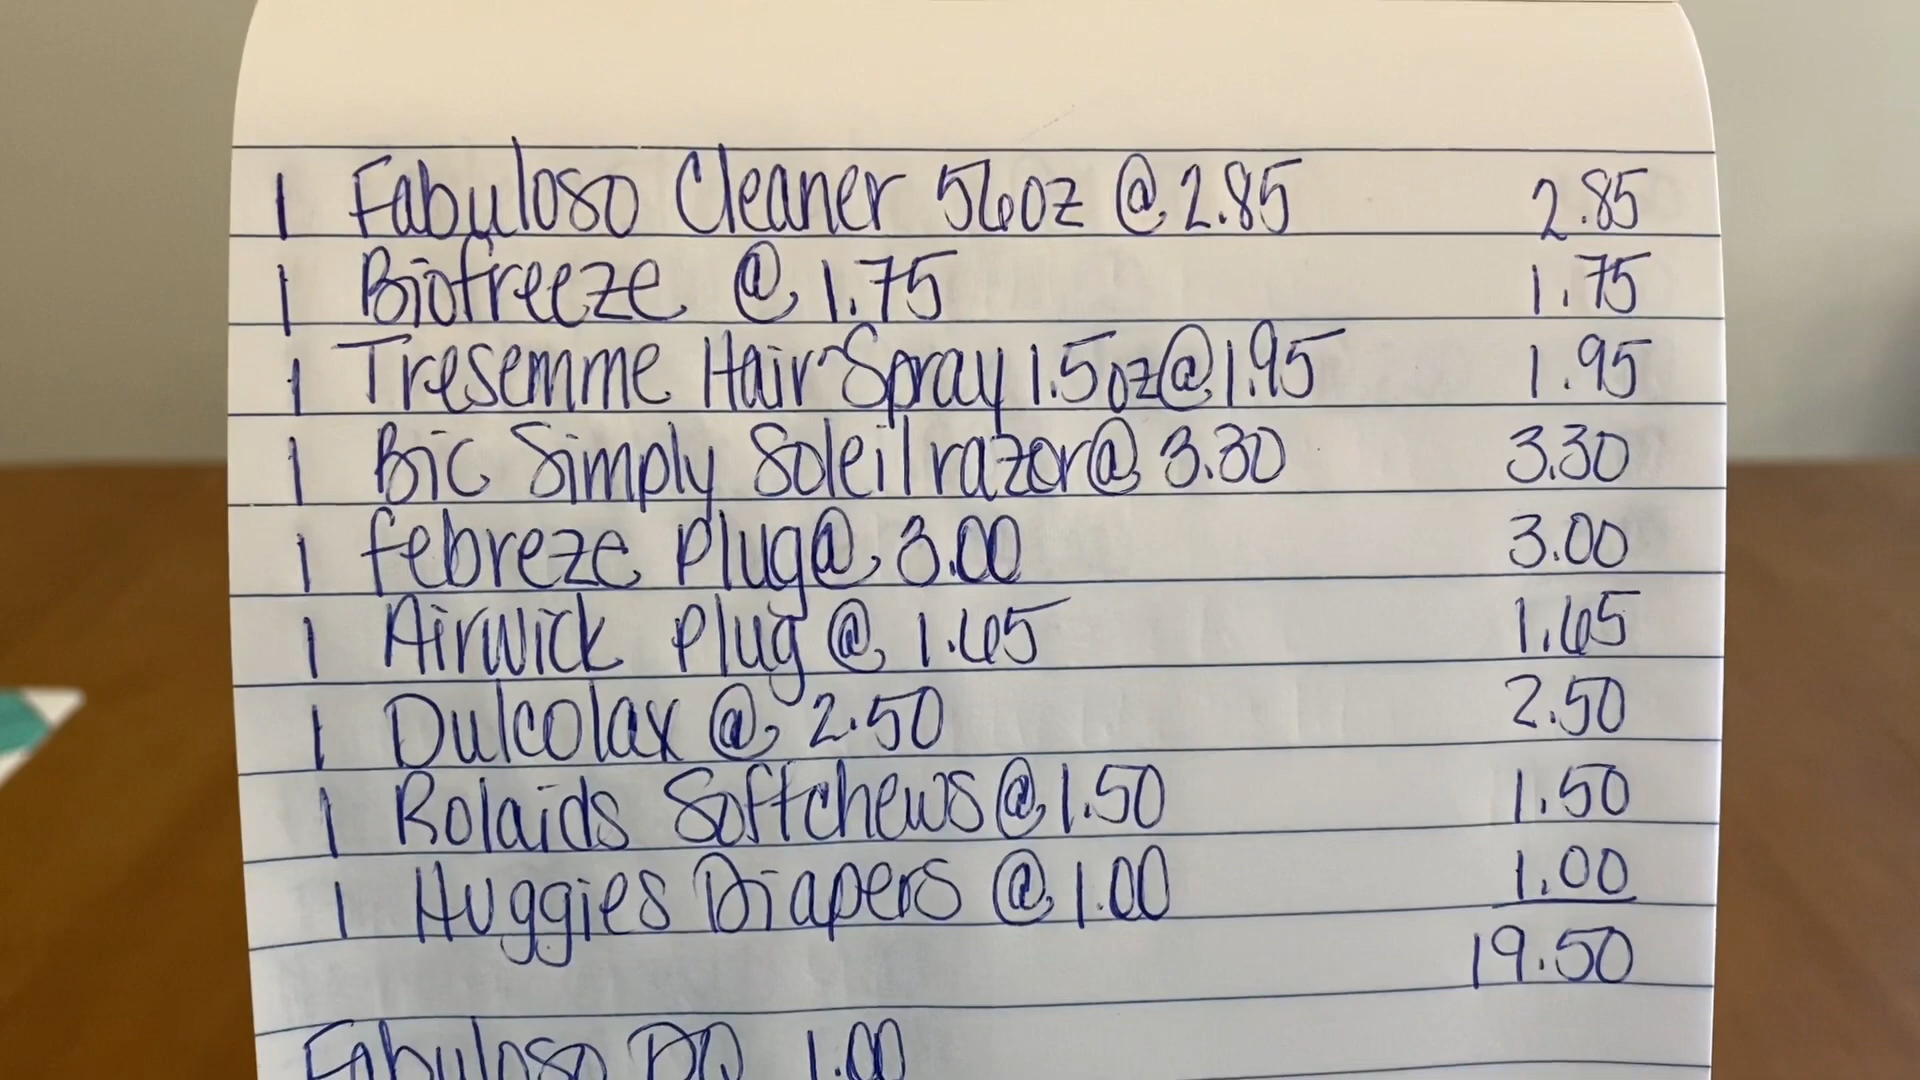 1 Fabuloso Cleaner 56oz @ 2.85 2.85
1 Biofreeze @ 1.75 1.75
1 Tresemme Hair Spray 1.5oz @ 1.95 1.95
1 Bic Simply Soleil razor @ 3.30 3.30
1 febreze plug @ 3.00 3.00
1 Airwick plug @ 1.65 1.65
1 Dulcolax @ 2.50 2.50
1 Rolaids Softchews @ 1.50 1.50
1 Huggies Diapers @ 1.00 1.00
19.50
Fabuloso DQ 1.00